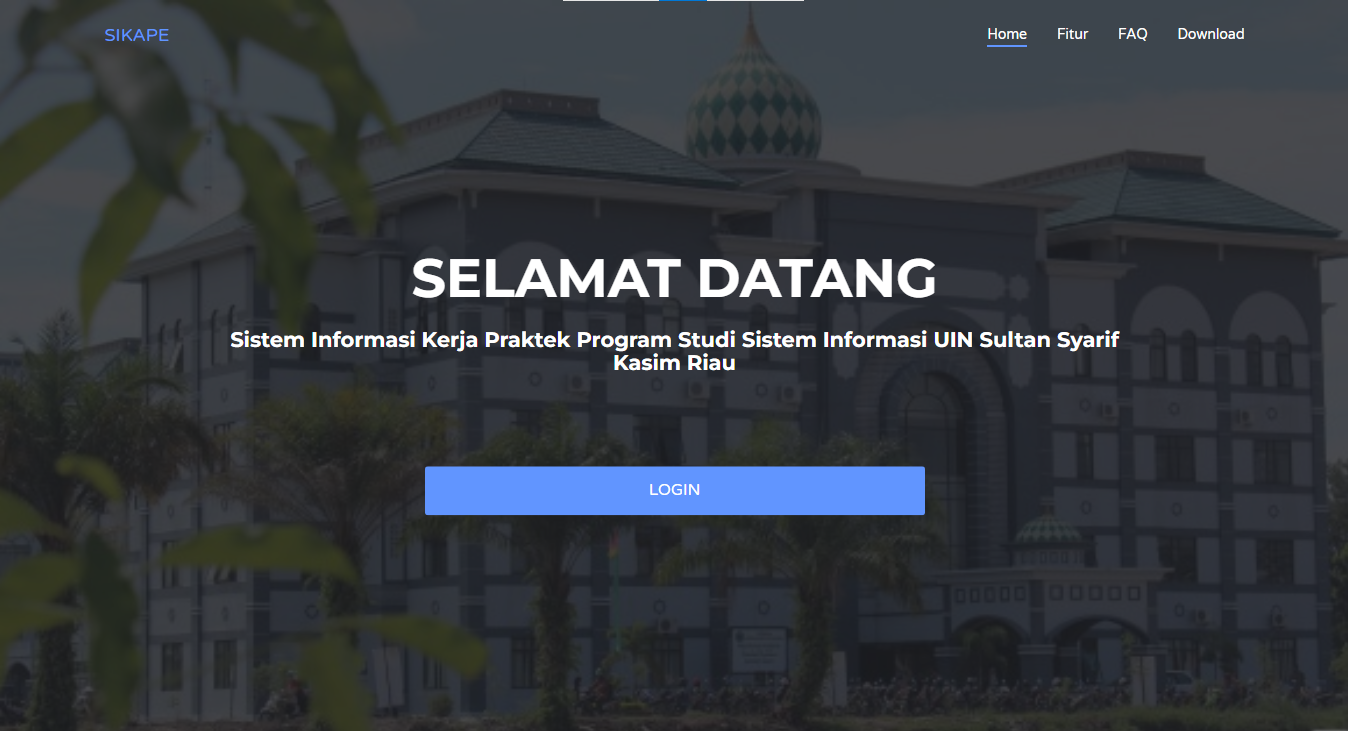 SIKAPE
Home Fitur FAQ Download
SELAMAT DATANG
Sistem Informasi Kerja Praktek Program Studi Sistem Informasi UIN Sultan Syarif
Kasim Riau
LOGIN